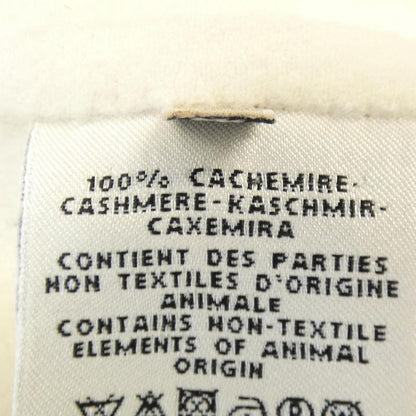 100% CACHEMIRE-
CASHMERE-KASCHMIR-
CAXEMIRA
CONTIENT DES PARTIES
NON TEXTILES D'ORIGINE
ANIMALE
CONTAINS NON-TEXTILE
ELEMENTS OF ANIMAL
ORIGIN